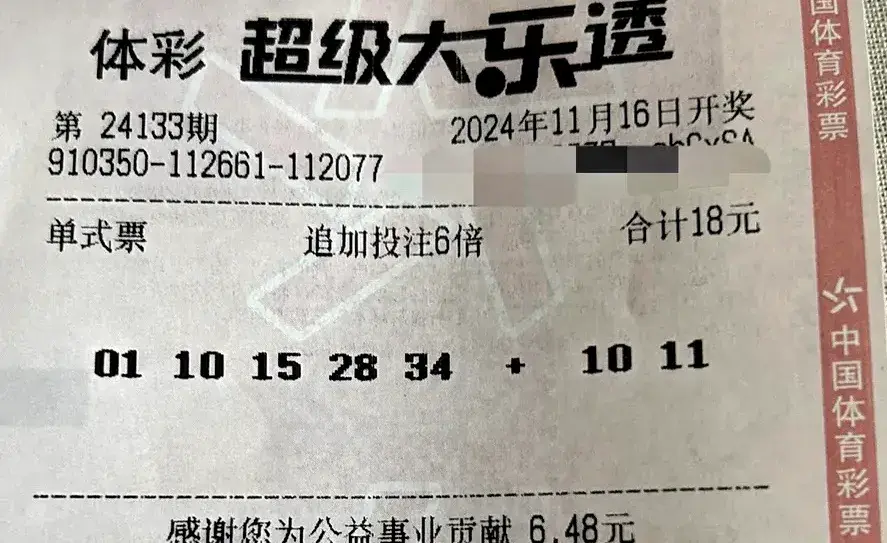 体彩 超级大乐透
第 24133期 2024年11月16日开奖
910350-112661-112077
单式票 追加投注6倍 合计18元
01 10 15 28 34 + 10 11
感谢您为公益事业贡献 6.48元
国体育彩票
中国体育彩票